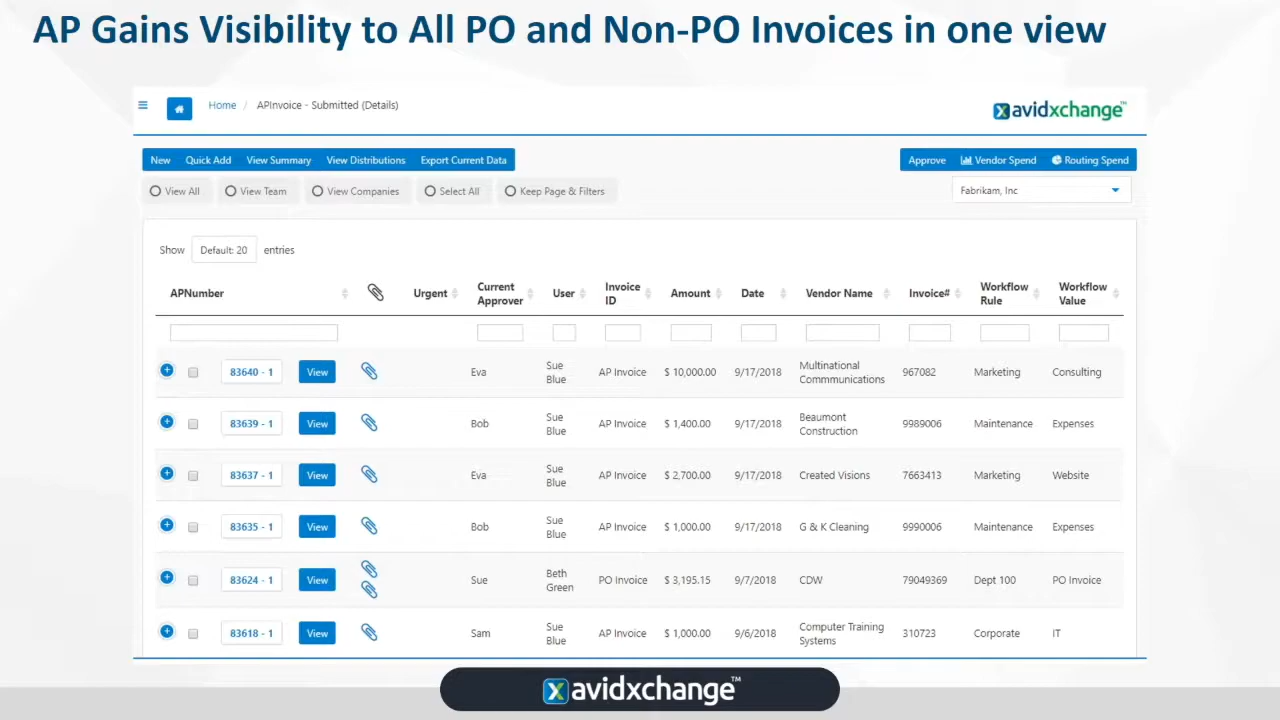 AP Gains Visibility to All PO and Non-PO Invoices in one view
Home / APInvoice - Submitted (Details)
avidxchange™
New Quick Add View Summary View Distributions Export Current Data
Approve Vendor Spend Routing Spend
View All View Team View Companies Select All Keep Page & Filters
Fabrikam, Inc
Show Default: 20 entries
APNumber Urgent Current Approver User Invoice ID Amount Date Vendor Name Invoice# Workflow Rule Workflow Value
83640 - 1 View Eva Sue Blue AP Invoice $ 10,000.00 9/17/2018 Multinational Commmunications 967082 Marketing Consulting
83639 - 1 View Bob Sue Blue AP Invoice $ 1,400.00 9/17/2018 Beaumont Construction 9989006 Maintenance Expenses
83637 - 1 View Eva Sue Blue AP Invoice $ 2,700.00 9/17/2018 Created Visions 7663413 Marketing Website
83635 - 1 View Bob Sue Blue AP Invoice $ 1,000.00 9/17/2018 G & K Cleaning 9990006 Maintenance Expenses
83624 - 1 View Sue Beth Green PO Invoice $ 3,195.15 9/7/2018 CDW 79049369 Dept 100 PO Invoice
83618 - 1 View Sam Sue Blue AP Invoice $ 1,000.00 9/6/2018 Computer Training Systems 310723 Corporate IT
avidxchange™